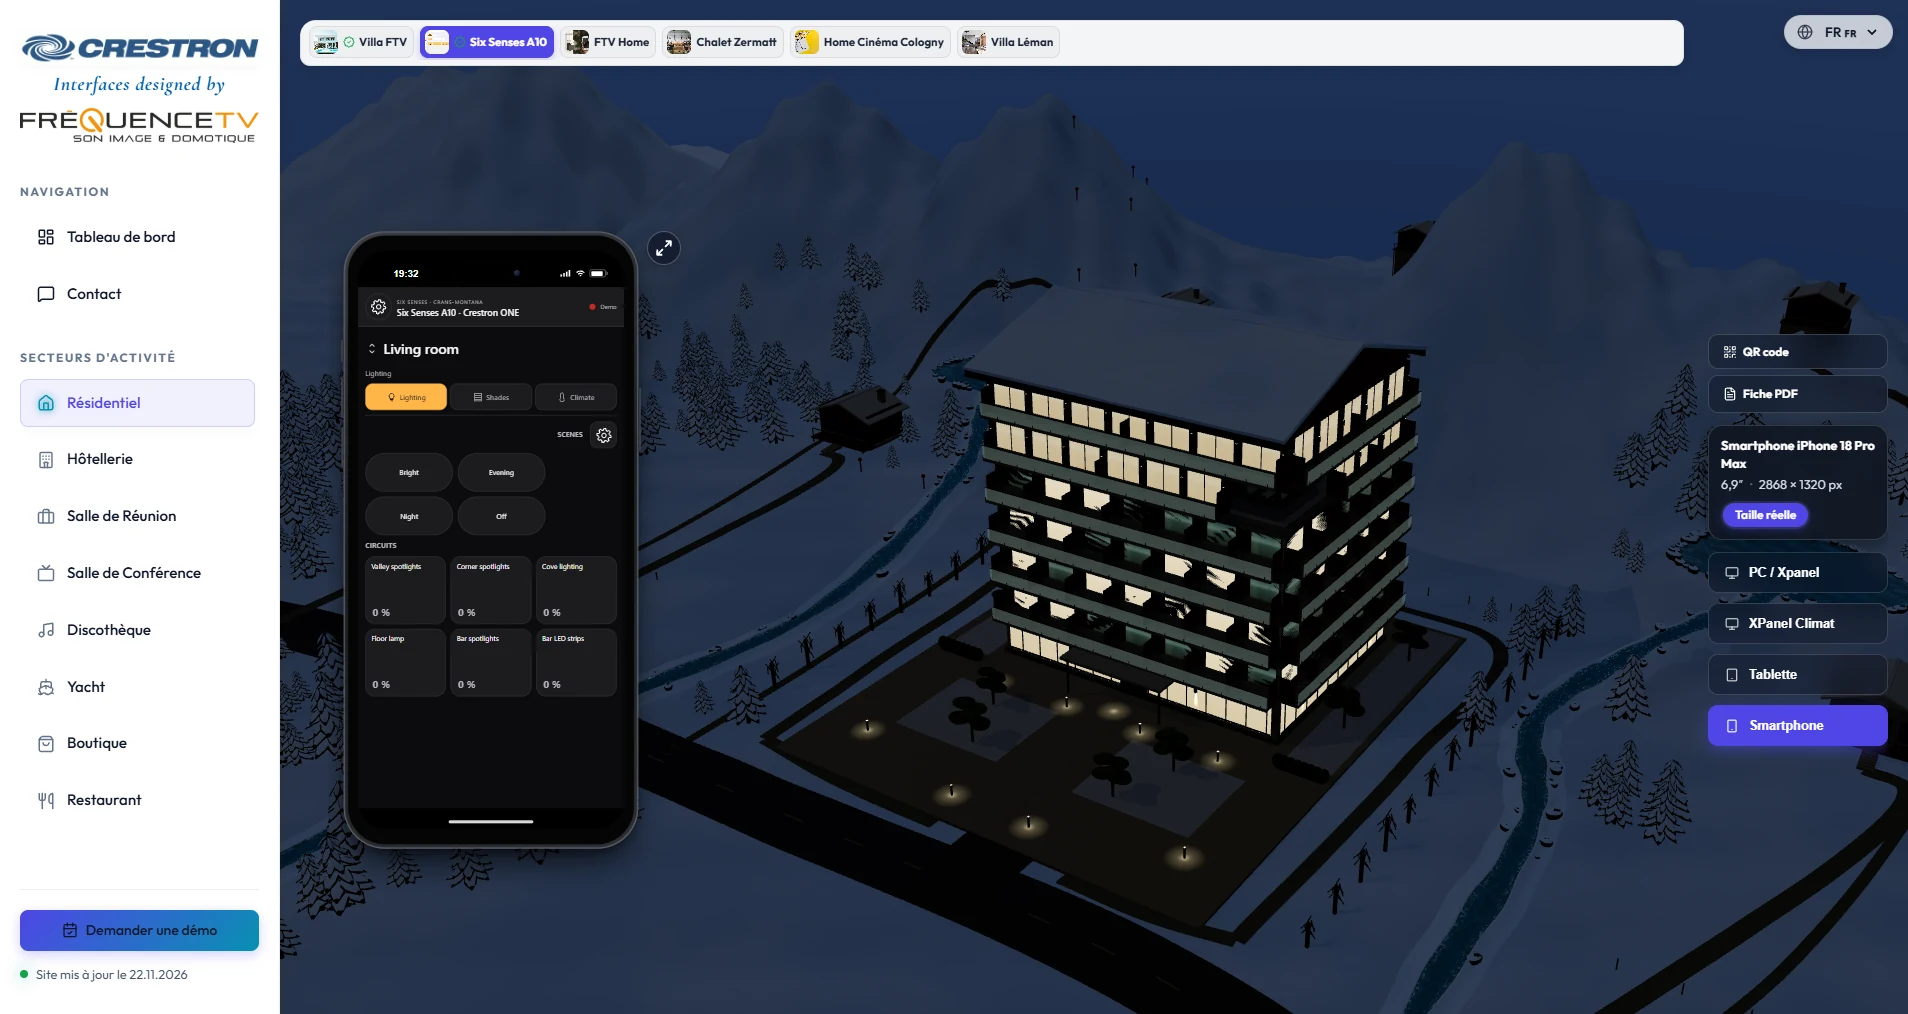 CRESTRON
Interfaces designed by
FRÉQUENCETV
SON IMAGE & DOMOTIQUE
NAVIGATION
Tableau de bord
Contact
SECTEURS D'ACTIVITÉ
Résidentiel
Hôtellerie
Salle de Réunion
Salle de Conférence
Discothèque
Yacht
Boutique
Restaurant
Demander une démo
Site mis à jour le 22.11.2026
Villa FTV
Six Senses A10
FTV Home
Chalet Zermatt
Home Cinéma Cologny
Villa Léman
FR FR
19:32
SIX SENSES - CRANS-MONTANA
Six Senses A10 - Crestron ONE
Demo
Living room
Lighting
Lighting
Shades
Climate
SCENES
Bright
Evening
Night
Off
CIRCUITS
Valley spotlights
Corner spotlights
Cove lighting
0 %
0 %
0 %
Floor lamp
Bar spotlights
Bar LED strips
0 %
0 %
0 %
QR code
Fiche PDF
Smartphone iPhone 18 Pro
Max
6,9″ · 2868 × 1320 px
Taille réelle
PC / Xpanel
XPanel Climat
Tablette
Smartphone